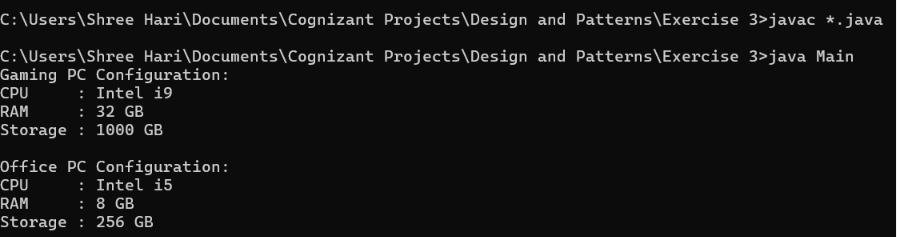 C:\Users\Shree Hari\Documents\Cognizant Projects\Design and Patterns\Exercise 3>javac *.java
C:\Users\Shree Hari\Documents\Cognizant Projects\Design and Patterns\Exercise 3>java Main
Gaming PC Configuration:
CPU     : Intel i9
RAM     : 32 GB
Storage : 1000 GB
Office PC Configuration:
CPU     : Intel i5
RAM     : 8 GB
Storage : 256 GB